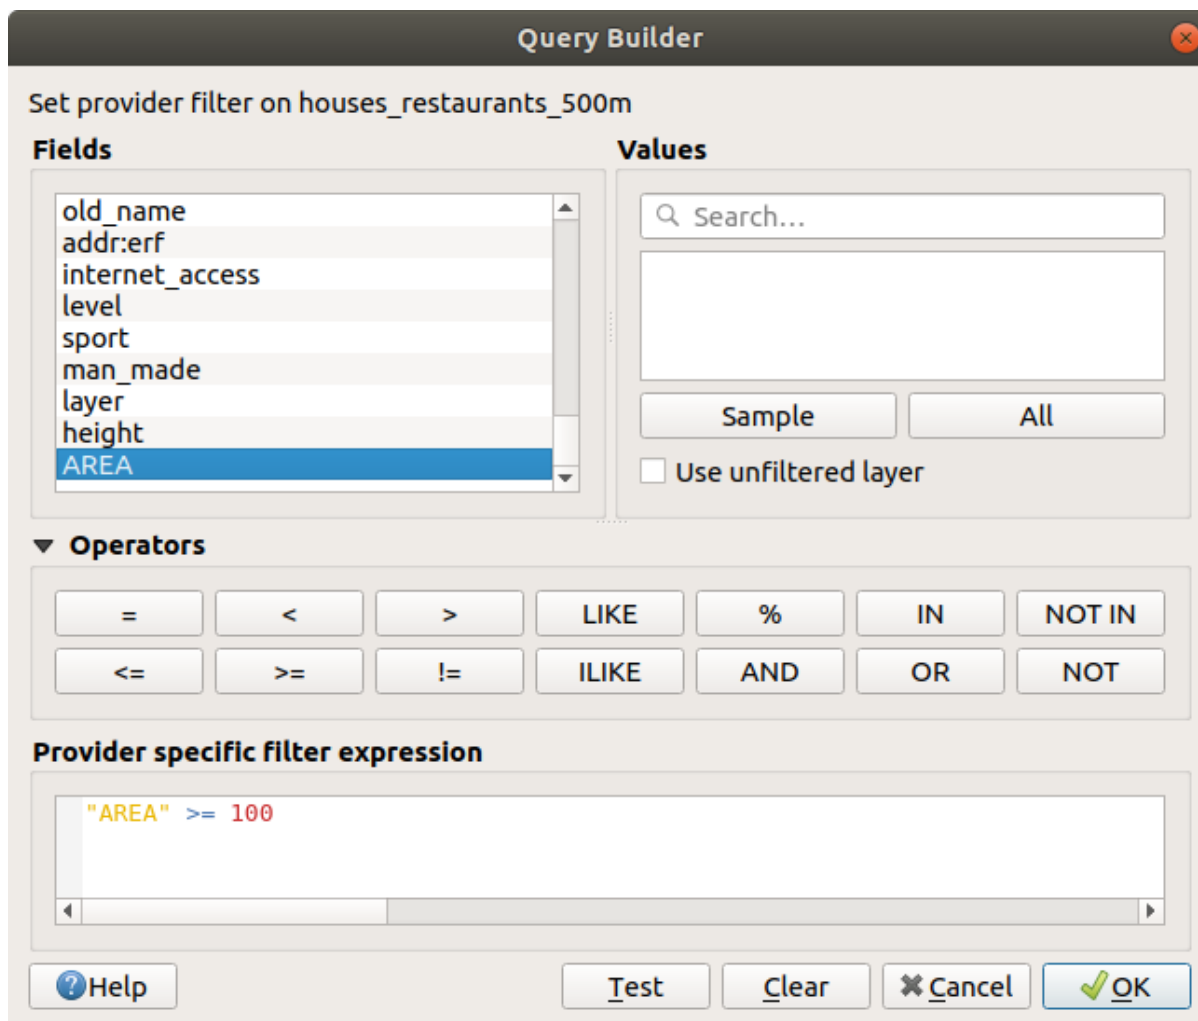 Query Builder
Set provider filter on houses_restaurants_500m
Fields
Values
old_name
addr:erf
internet_access
level
sport
man_made
layer
height
AREA
Search...
Sample
All
Use unfiltered layer
Operators
= < > LIKE % IN NOT IN
<= >= != ILIKE AND OR NOT
Provider specific filter expression
"AREA" >= 100
Help Test Clear Cancel OK